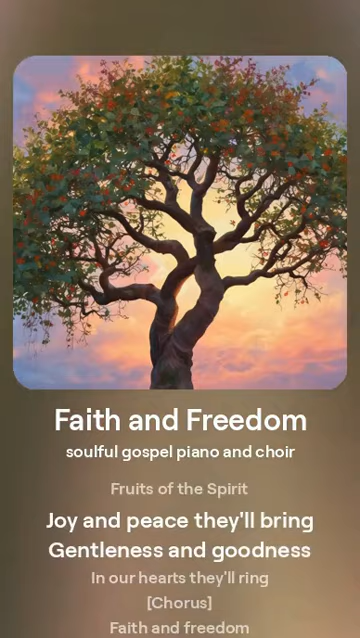 Faith and Freedom
soulful gospel piano and choir
Fruits of the Spirit
Joy and peace they'll bring
Gentleness and goodness
In our hearts they'll ring
[Chorus]
Faith and freedom